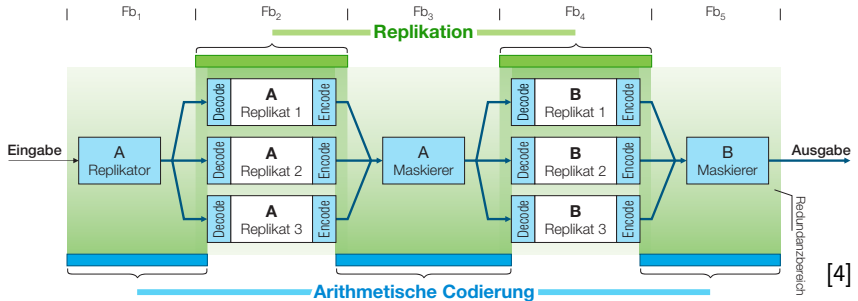 Fb₁ Fb₂ Fb₃ Fb₄ Fb₅
Replikation
Eingabe
A
Replikator
Decode
A
Replikat 1
Encode
Decode
A
Replikat 2
Encode
Decode
A
Replikat 3
Encode
A
Maskierer
Decode
B
Replikat 1
Encode
Decode
B
Replikat 2
Encode
Decode
B
Replikat 3
Encode
B
Maskierer
Ausgabe
Redundanzbereich
Arithmetische Codierung
[4]